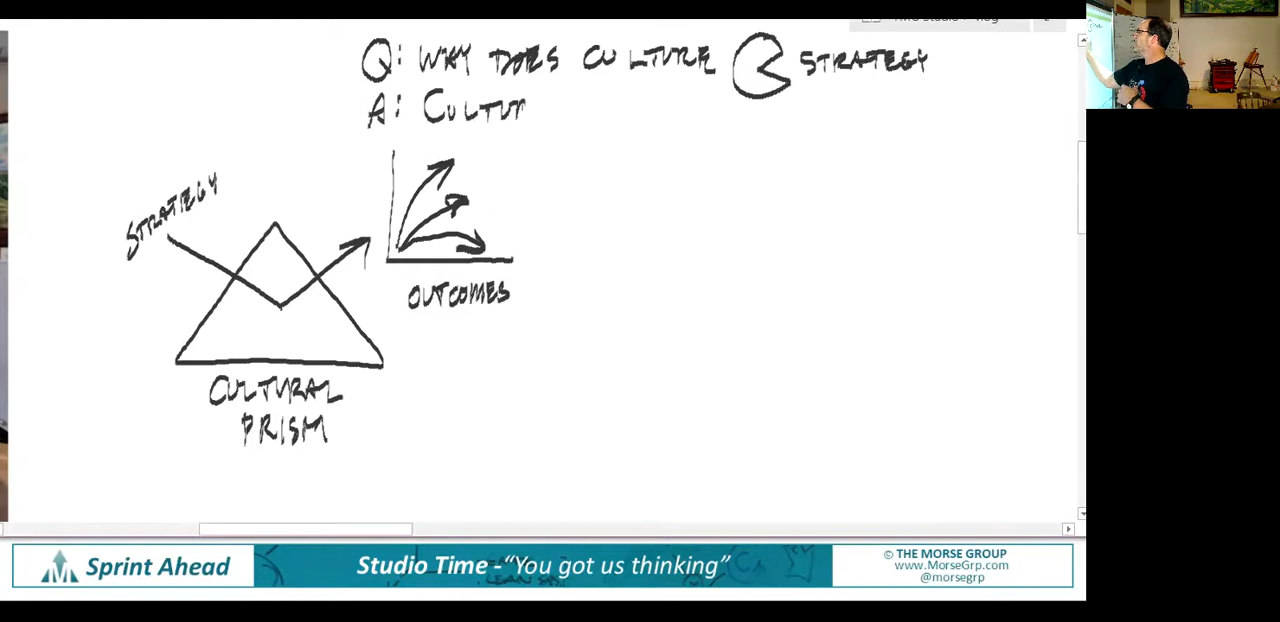 Q: WHY DOES CULTURE STRATEGY
A: CULTUR
STRATEGY
OUTCOMES
CULTURAL
PRISM
Sprint Ahead
Studio Time -“You got us thinking”
© THE MORSE GROUP
www.MorseGrp.com
@morsegrp